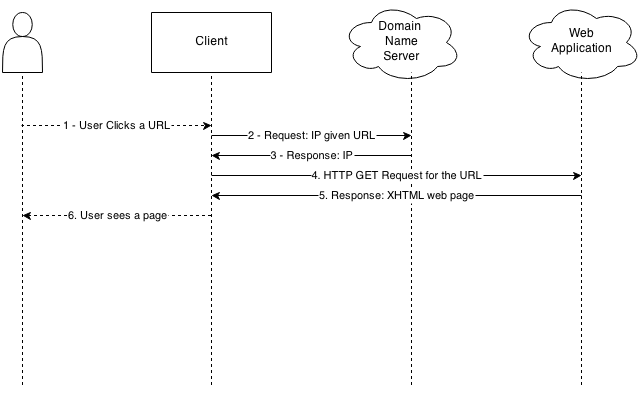 Client
Domain
Name
Server
Web
Application
1 - User Clicks a URL
2 - Request: IP given URL
3 - Response: IP
4. HTTP GET Request for the URL
5. Response: XHTML web page
6. User sees a page